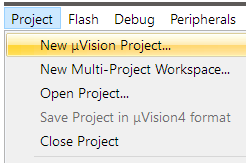 Project Flash Debug Peripherals
New µVision Project...
New Multi-Project Workspace...
Open Project...
Save Project in µVision4 format
Close Project